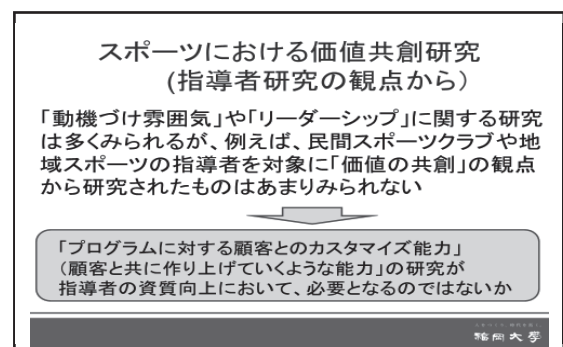 スポーツにおける価値共創研究
(指導者研究の観点から)
「動機づけ雰囲気」や「リーダーシップ」に関する研究
は多くみられるが、例えば、民間スポーツクラブや地
域スポーツの指導者を対象に「価値の共創」の観点
から研究されたものはあまりみられない
「プログラムに対する顧客とのカスタマイズ能力」
(顧客と共に作り上げていくような能力」の研究が
指導者の資質向上において、必要となるのではないか
福岡大学